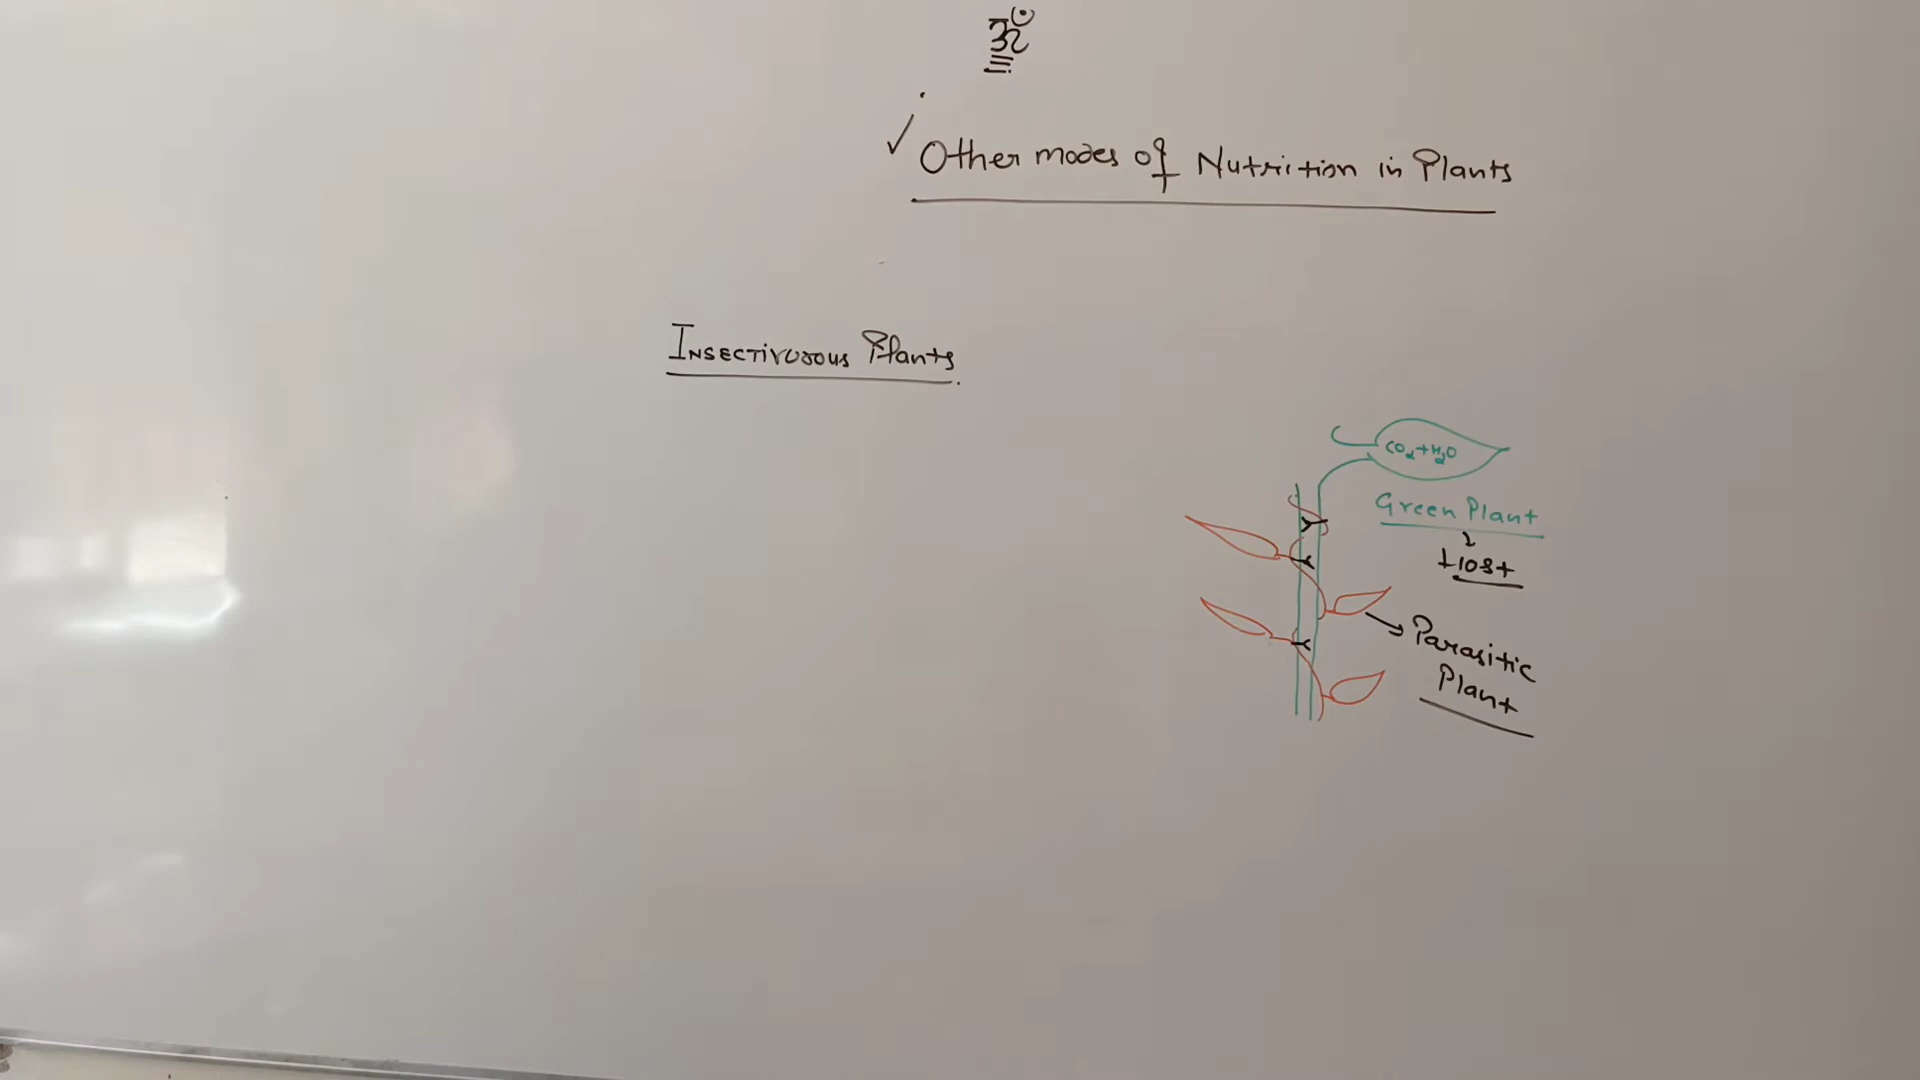 ॐ
✓ Other modes of Nutrition in Plants
Insectivorous Plants
CO₂+H₂O
Green Plant
Host
Parasitic
Plant